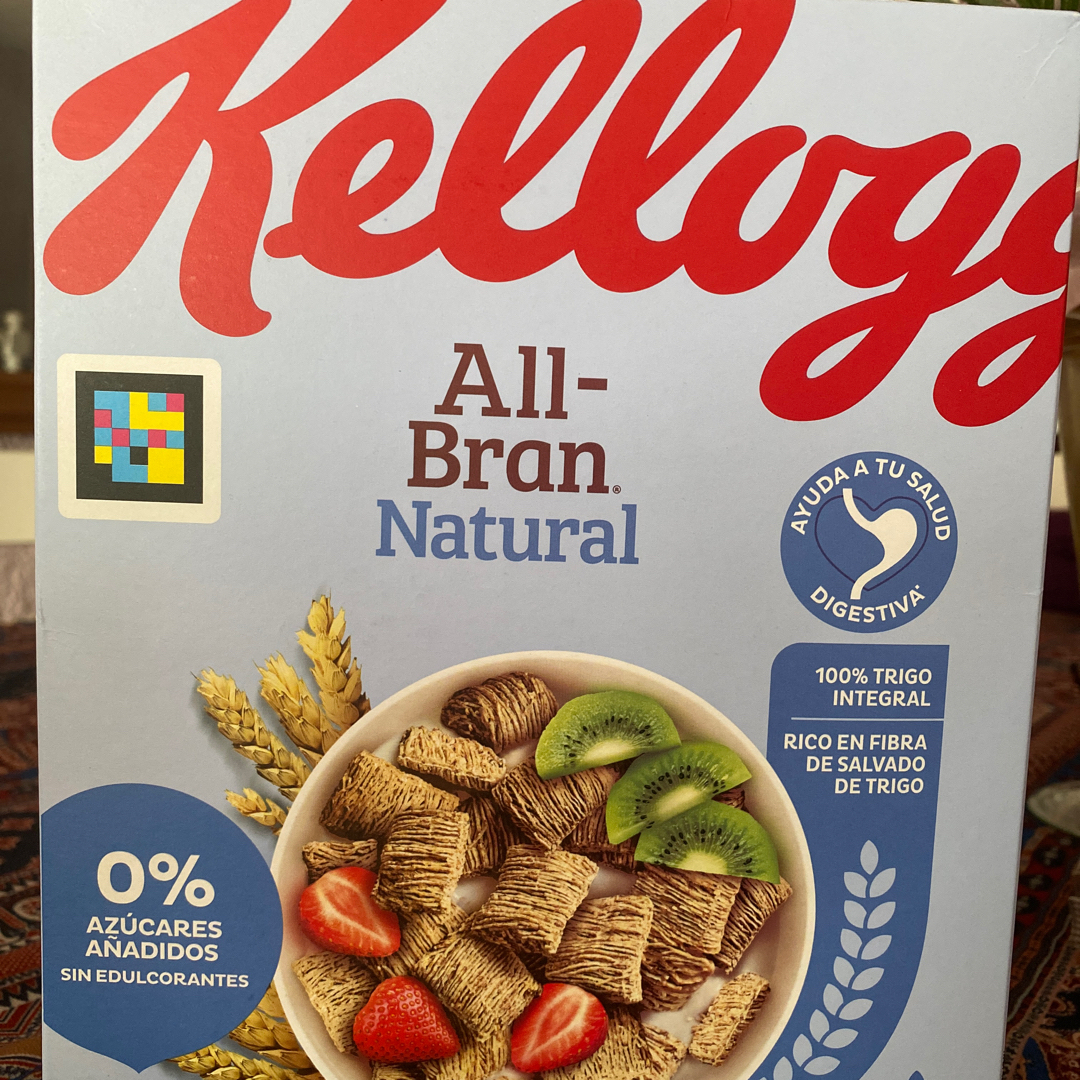 Kellogg
All-
Bran®
Natural
AYUDA A TU SALUD
DIGESTIVA*
100% TRIGO
INTEGRAL
RICO EN FIBRA
DE SALVADO
DE TRIGO
0%
AZÚCARES
AÑADIDOS
SIN EDULCORANTES